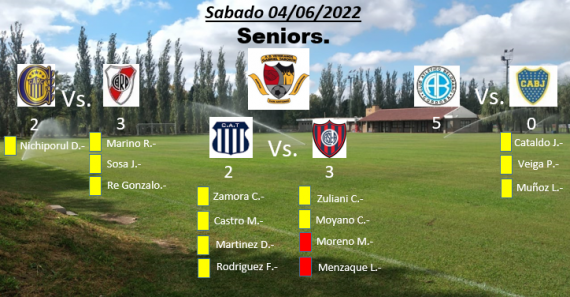 Sabado 04/06/2022
Seniors.
Vs.
2 3
Nichiporul D.-
Marino R.-
Sosa J.-
Re Gonzalo.-
C.A.T
Vs.
2 3
Zamora C.-
Castro M.-
Martinez D.-
Rodriguez F.-
Zuliani C.-
Moyano C.-
Moreno M.-
Menzaque L.-
Vs.
CABJ
5 0
Cataldo J.-
Veiga P.-
Muñoz L.-